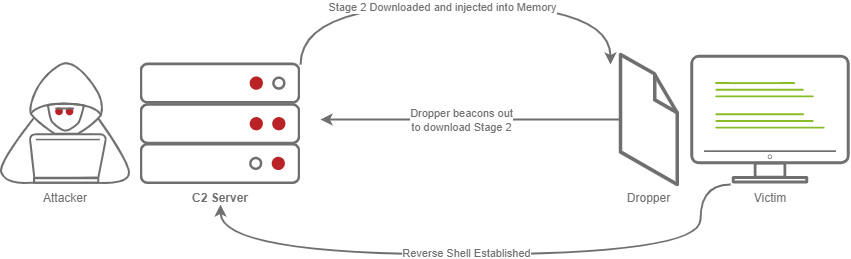 Stage 2 Downloaded and injected into Memory
Dropper beacons out
to download Stage 2
Attacker
C2 Server
Dropper
Victim
Reverse Shell Established